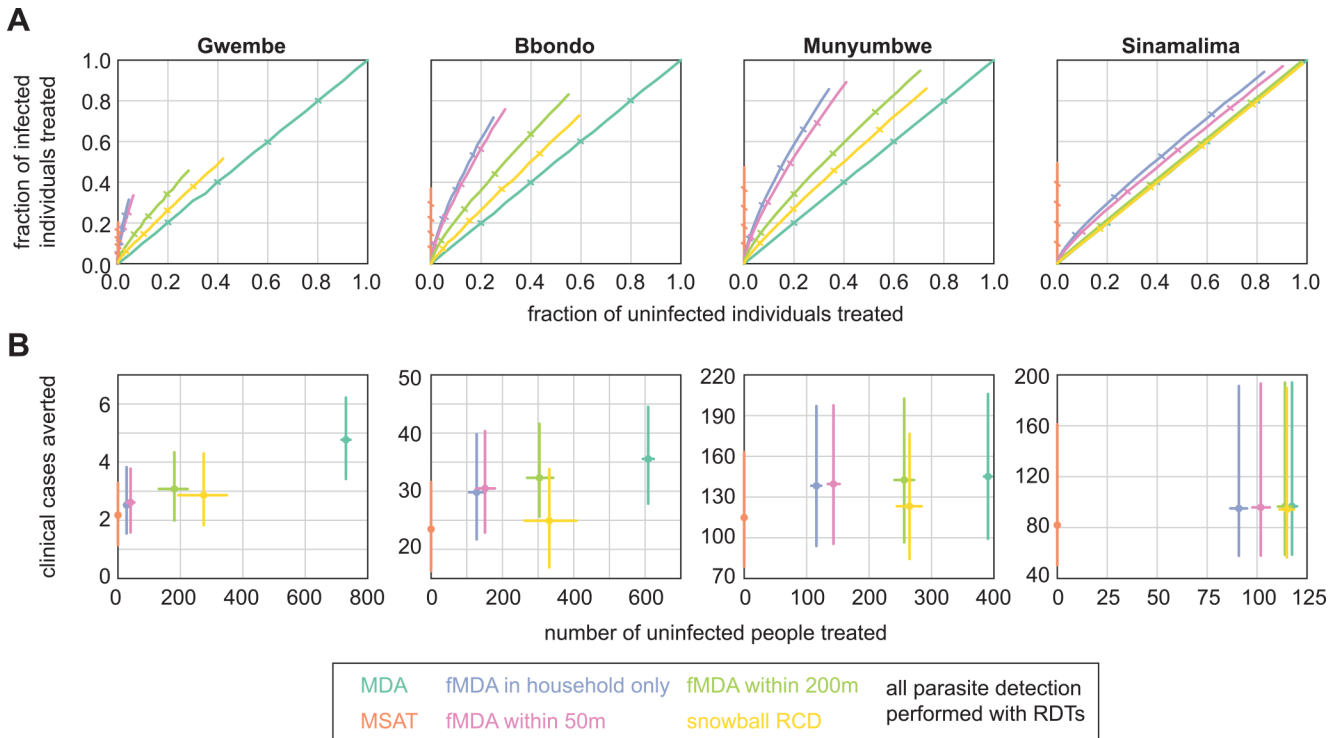 A
Gwembe
Bbondo
Munyumbwe
Sinamalima
fraction of infected
individuals treated
1.0
0.8
0.6
0.4
0.2
0.0
0.0 0.2 0.4 0.6 0.8 1.0
0.0 0.2 0.4 0.6 0.8 1.0
0.0 0.2 0.4 0.6 0.8 1.0
0.0 0.2 0.4 0.6 0.8 1.0
fraction of uninfected individuals treated
B
clinical cases averted
6
4
2
0
0 200 400 600 800
50
40
30
20
0 200 400 600
220
190
160
130
100
70
0 100 200 300 400
200
160
120
80
40
0 25 50 75 100 125
number of uninfected people treated
MDA
fMDA in household only
fMDA within 200m
all parasite detection
MSAT
fMDA within 50m
snowball RCD
performed with RDTs